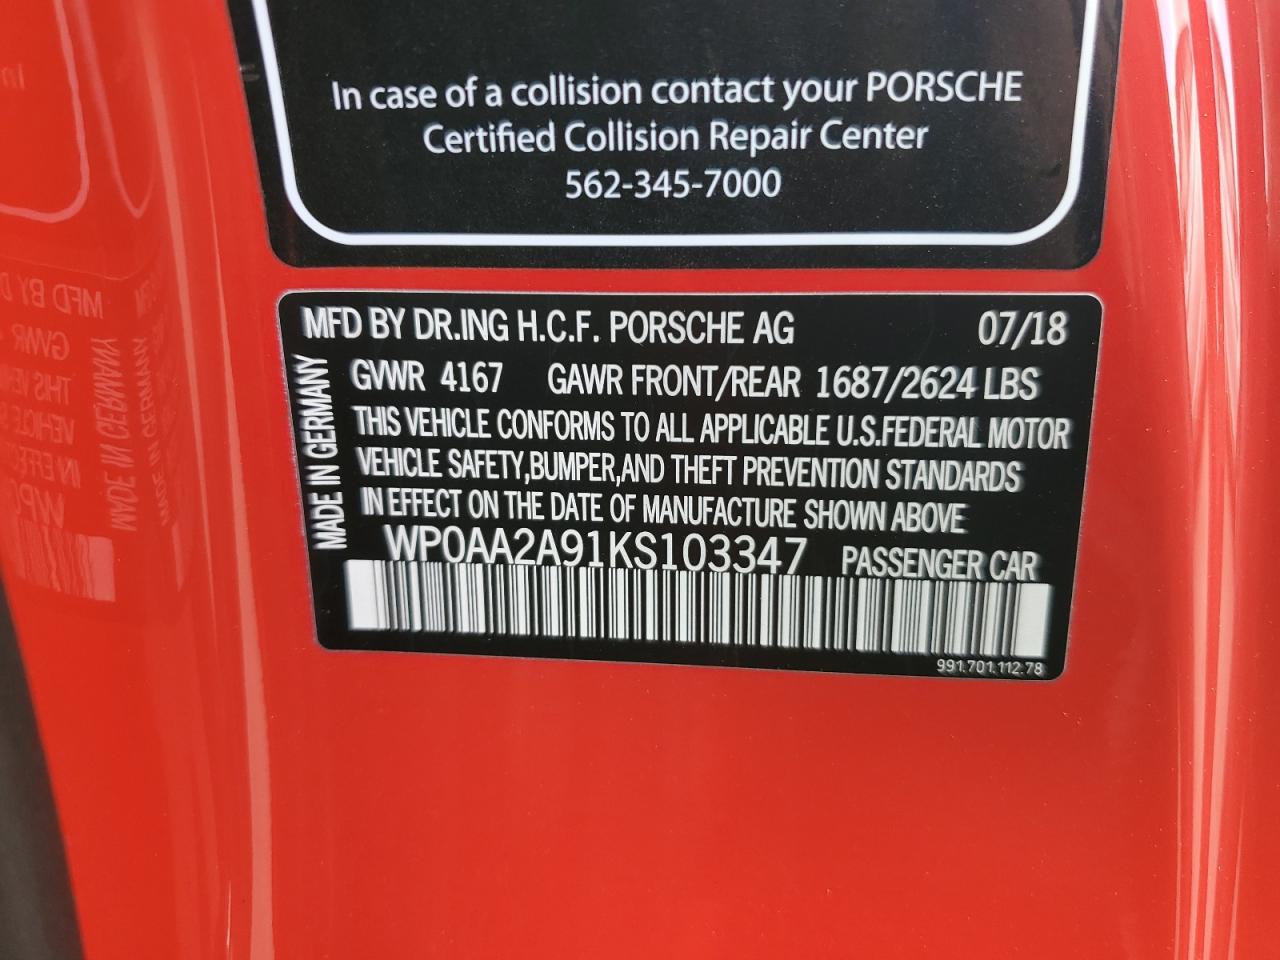 In case of a collision contact your PORSCHE
Certified Collision Repair Center
562-345-7000
MFD BY DR.ING H.C.F. PORSCHE AG 07/18
MADE IN GERMANY
GVWR 4167 GAWR FRONT/REAR 1687/2624 LBS
THIS VEHICLE CONFORMS TO ALL APPLICABLE U.S.FEDERAL MOTOR
VEHICLE SAFETY,BUMPER,AND THEFT PREVENTION STANDARDS
IN EFFECT ON THE DATE OF MANUFACTURE SHOWN ABOVE
WP0AA2A91KS103347 PASSENGER CAR
991.701.112.78